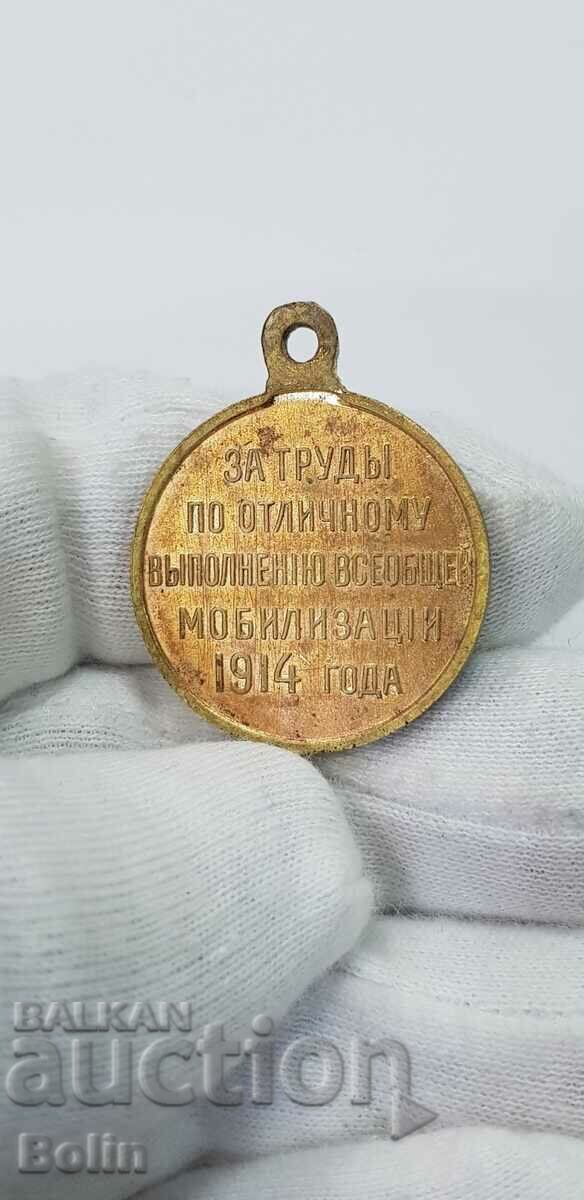 ЗА ТРУДЫ
ПО ОТЛИЧНОМУ
ВЫПОЛНЕНІЮ ВСЕОБЩЕЙ
МОБИЛИЗАЦІИ
1914 ГОДА
BALKAN
auction
Bolin